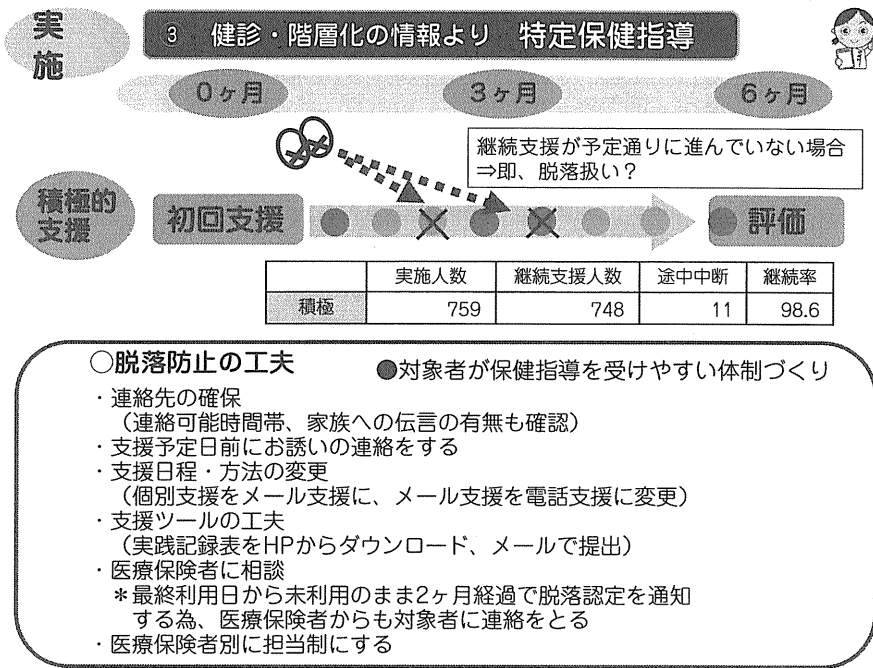 実施
③ 健診・階層化の情報より 特定保健指導
0ヶ月
3ヶ月
6ヶ月
継続支援が予定通りに進んでいない場合
⇒即、脱落扱い？
積極的
支援
初回支援
評価
実施人数 継続支援人数 途中中断 継続率
積極 759 748 11 98.6
○脱落防止の工夫 ●対象者が保健指導を受けやすい体制づくり
・連絡先の確保
（連絡可能時間帯、家族への伝言の有無も確認）
・支援予定日前にお誘いの連絡をする
・支援日程・方法の変更
（個別支援をメール支援に、メール支援を電話支援に変更）
・支援ツールの工夫
（実践記録表をHPからダウンロード、メールで提出）
・医療保険者に相談
＊最終利用日から未利用のまま2ヶ月経過で脱落認定を通知
する為、医療保険者からも対象者に連絡をとる
・医療保険者別に担当制にする